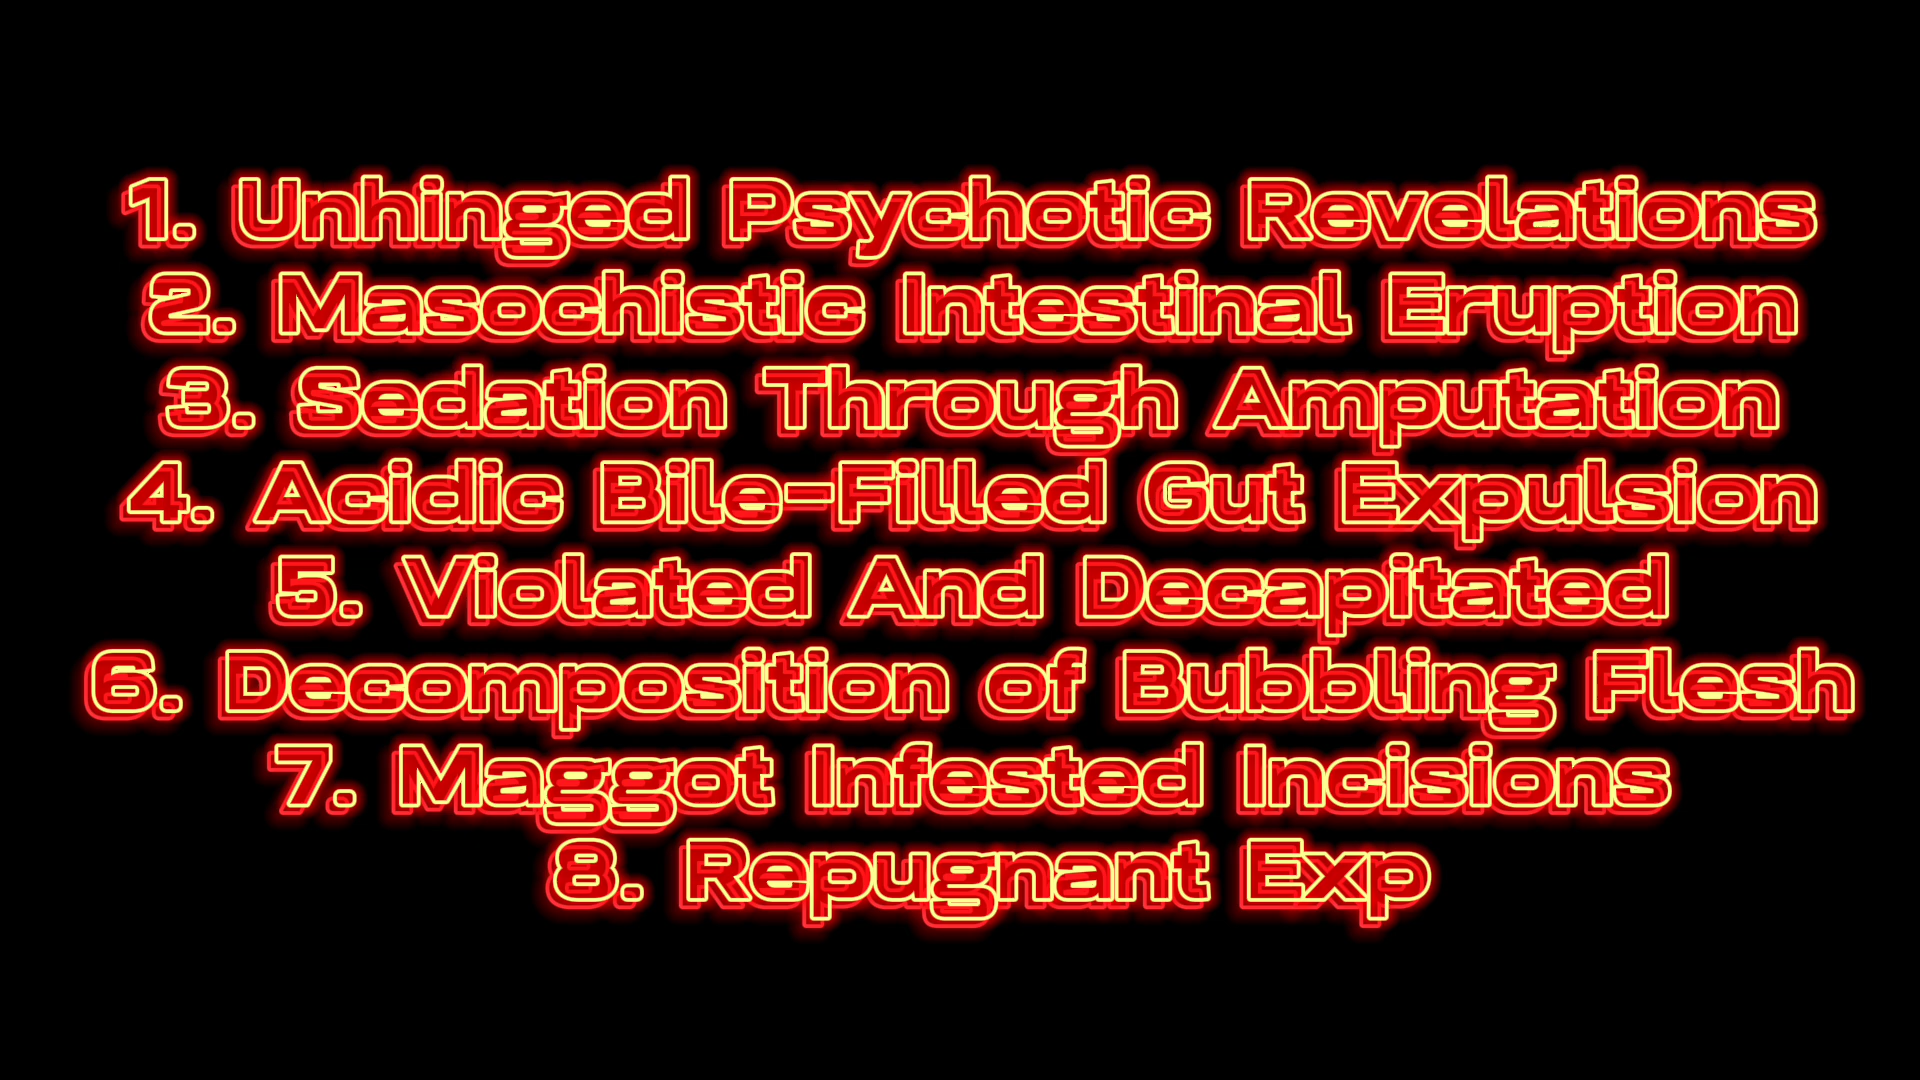 1. Unhinged Psychotic Revelations
2. Masochistic Intestinal Eruption
3. Sedation Through Amputation
4. Acidic Bile-Filled Gut Expulsion
5. Violated And Decapitated
6. Decomposition of Bubbling Flesh
7. Maggot Infested Incisions
8. Repugnant Exp